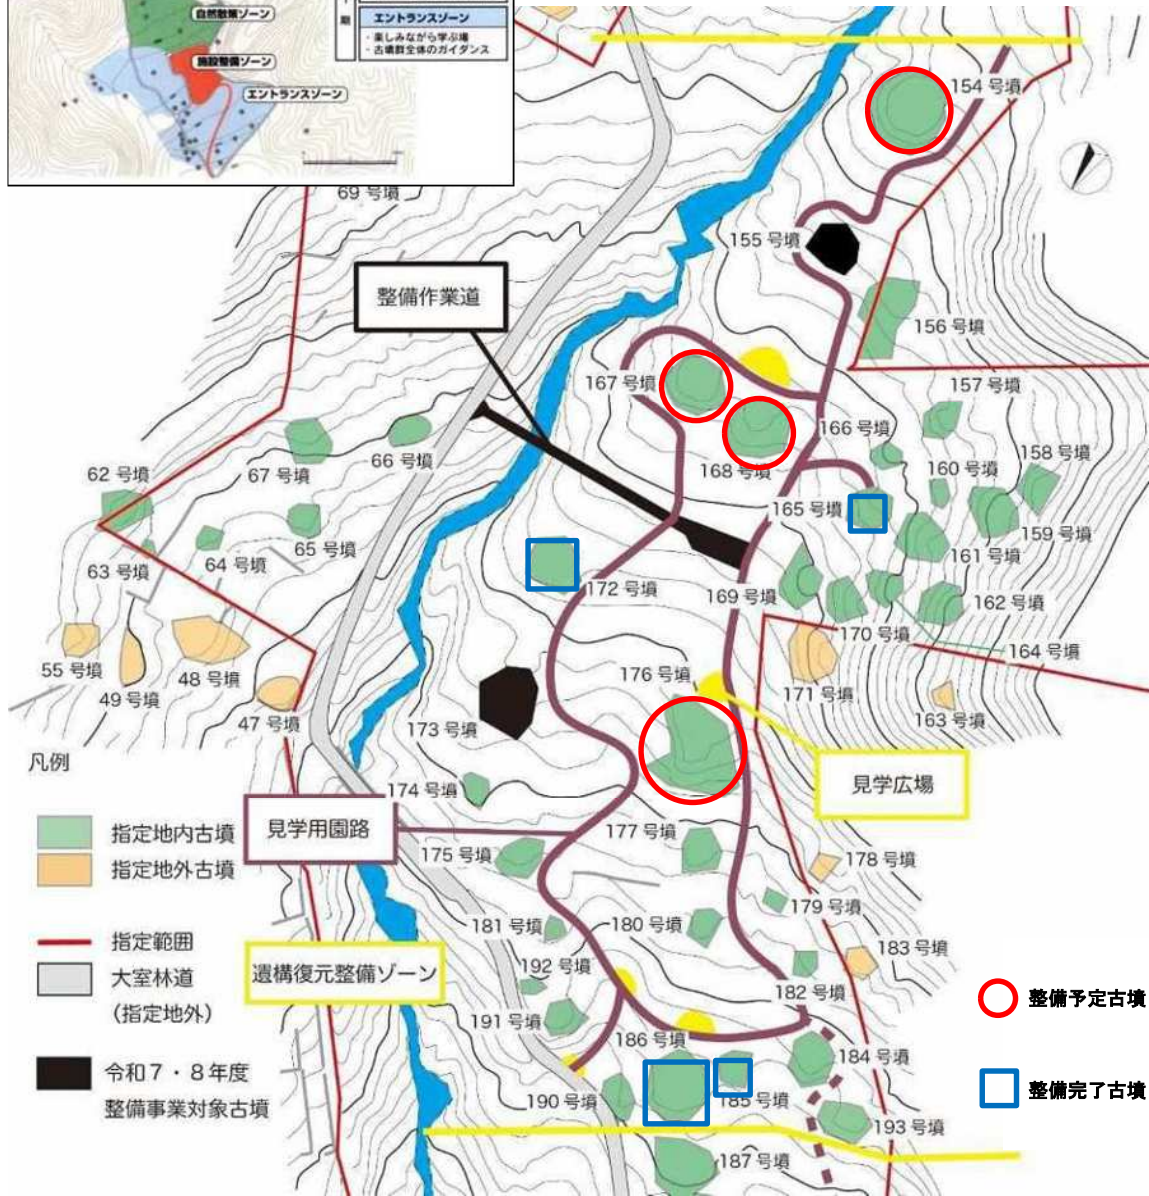 自然散策ゾーン
期
エントランスゾーン
・楽しみながら学ぶ場
・古墳群全体のガイダンス
施設整備ゾーン
エントランスゾーン
154 号墳
69 号墳
155 号墳
整備作業道
156 号墳
167 号墳
157 号墳
166 号墳
66 号墳
67 号墳
168 号墳
160 号墳
158 号墳
62 号墳
165 号墳
159 号墳
65 号墳
161 号墳
64 号墳
63 号墳
172 号墳
169 号墳
162 号墳
170 号墳
164 号墳
55 号墳
48 号墳
176 号墳
171 号墳
49 号墳
163 号墳
47 号墳
173 号墳
凡例
見学広場
174 号墳
見学用園路
指定地内古墳
177 号墳
175 号墳
178 号墳
指定地外古墳
179 号墳
181 号墳
180 号墳
指定範囲
183 号墳
192 号墳
遺構復元整備ゾーン
大室林道
(指定地外)
182 号墳
整備予定古墳
191 号墳
186 号墳
184 号墳
令和7・8年度
整備事業対象古墳
整備完了古墳
190 号墳
185 号墳
193 号墳
187 号墳